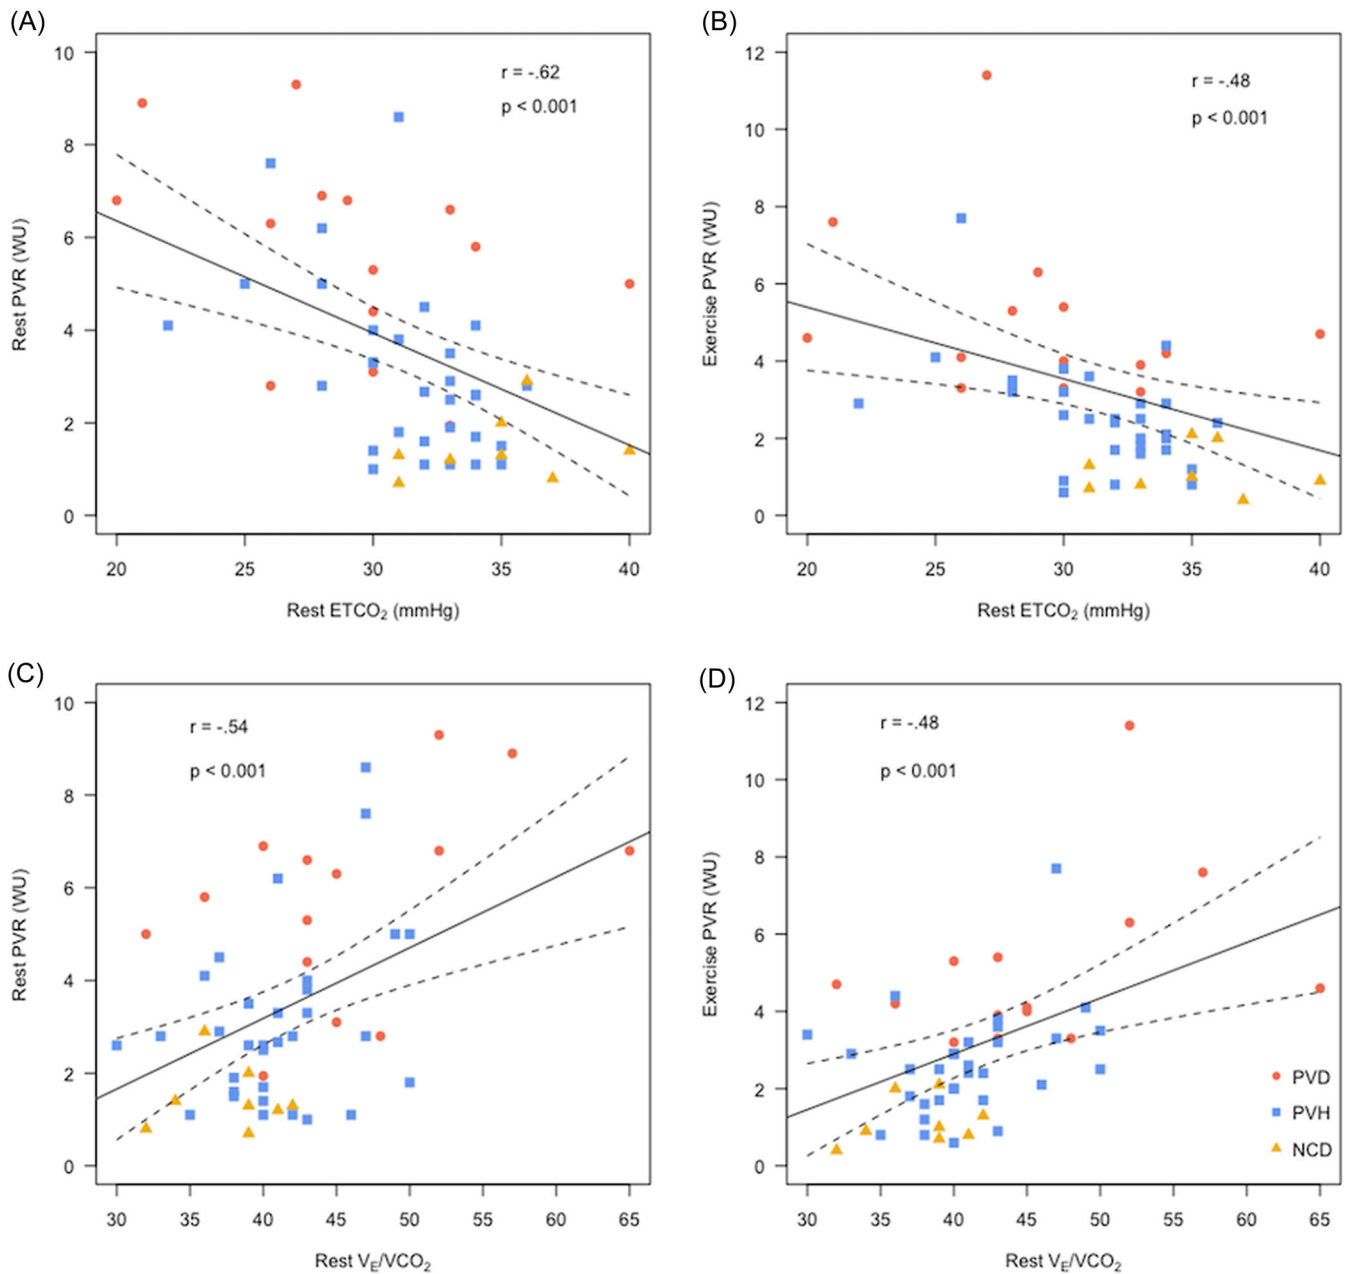 (A)
r = -.62
p < 0.001
Rest PVR (WU)
10
8
6
4
2
0
20 25 30 35 40
Rest ETCO₂ (mmHg)
(B)
r = -.48
p < 0.001
Exercise PVR (WU)
12
10
8
6
4
2
0
20 25 30 35 40
Rest ETCO₂ (mmHg)
(C)
r = -.54
p < 0.001
Rest PVR (WU)
10
8
6
4
2
0
30 35 40 45 50 55 60 65
Rest VE/VCO₂
(D)
r = -.48
p < 0.001
Exercise PVR (WU)
12
10
8
6
4
2
0
PVD
PVH
NCD
30 35 40 45 50 55 60 65
Rest VE/VCO₂